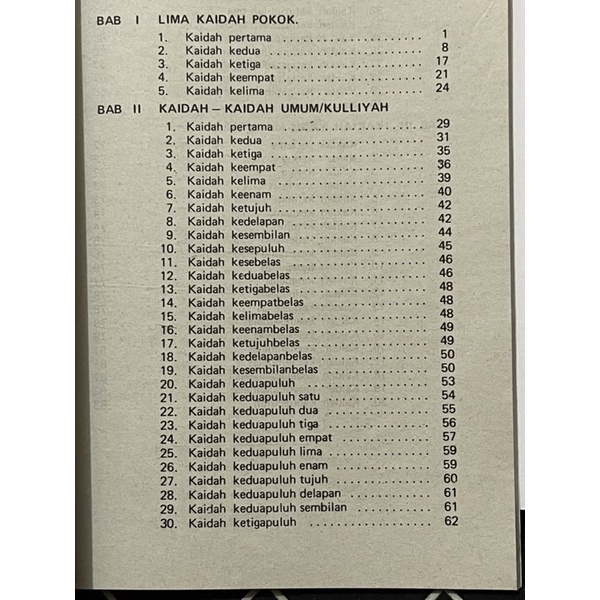 BAB I LIMA KAIDAH POKOK.
1. Kaidah pertama ........................ 1
2. Kaidah kedua ........................ 8
3. Kaidah ketiga ........................ 17
4. Kaidah keempat ........................ 21
5. Kaidah kelima ........................ 24
BAB II KAIDAH – KAIDAH UMUM/KULLIYAH
1. Kaidah pertama ........................ 29
2. Kaidah kedua ........................ 31
3. Kaidah ketiga ........................ 35
4. Kaidah keempat ........................ 36
5. Kaidah kelima ........................ 39
6. Kaidah keenam ........................ 40
7. Kaidah ketujuh ........................ 42
8. Kaidah kedelapan ........................ 42
9. Kaidah kesembilan ........................ 44
10. Kaidah kesepuluh ........................ 45
11. Kaidah kesebelas ........................ 46
12. Kaidah keduabelas ........................ 46
13. Kaidah ketigabelas ........................ 48
14. Kaidah keempatbelas ........................ 48
15. Kaidah kelimabelas ........................ 48
16. Kaidah keenambelas ........................ 49
17. Kaidah ketujuhbelas ........................ 49
18. Kaidah kedelapanbelas ........................ 50
19. Kaidah kesembilanbelas ........................ 50
20. Kaidah keduapuluh ........................ 53
21. Kaidah keduapuluh satu ........................ 54
22. Kaidah keduapuluh dua ........................ 55
23. Kaidah keduapuluh tiga ........................ 56
24. Kaidah keduapuluh empat ........................ 57
25. Kaidah keduapuluh lima ........................ 59
26. Kaidah keduapuluh enam ........................ 59
27. Kaidah keduapuluh tujuh ........................ 60
28. Kaidah keduapuluh delapan ........................ 61
29. Kaidah keduapuluh sembilan ........................ 61
30. Kaidah ketigapuluh ........................ 62